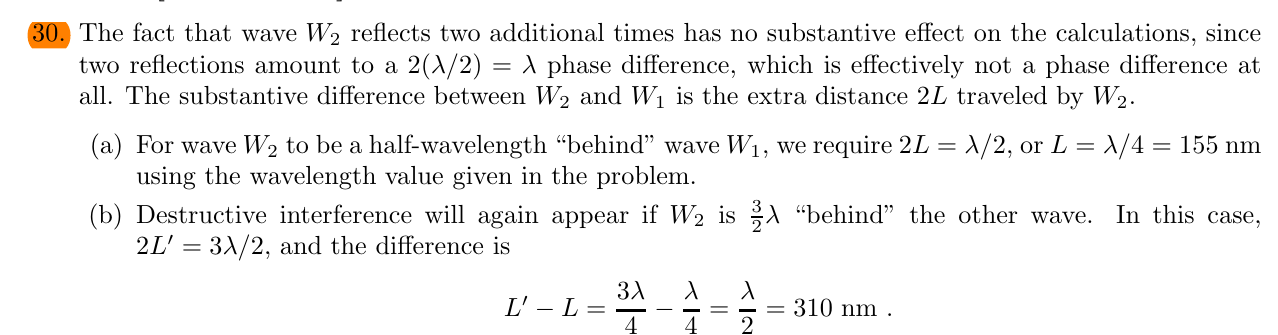 30. The fact that wave W₂ reflects two additional times has no substantive effect on the calculations, since
two reflections amount to a 2(λ/2) = λ phase difference, which is effectively not a phase difference at
all. The substantive difference between W₂ and W₁ is the extra distance 2L traveled by W₂.
(a) For wave W₂ to be a half-wavelength “behind” wave W₁, we require 2L = λ/2, or L = λ/4 = 155 nm
using the wavelength value given in the problem.
(b) Destructive interference will again appear if W₂ is 3/2 λ “behind” the other wave. In this case,
2L′ = 3λ/2, and the difference is
L′ − L = 3λ/4 − λ/4 = λ/2 = 310 nm .